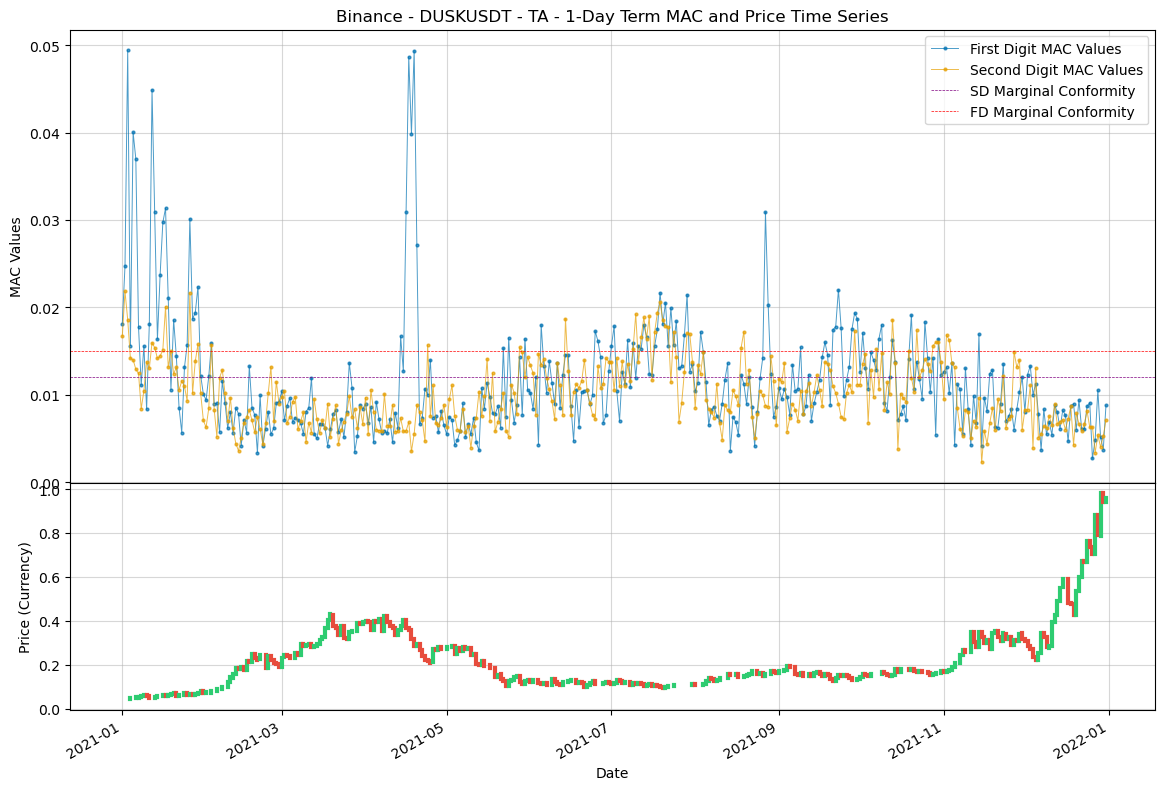 Binance - DUSKUSDT - TA - 1-Day Term MAC and Price Time Series
First Digit MAC Values
Second Digit MAC Values
SD Marginal Conformity
FD Marginal Conformity
MAC Values
0.05
0.04
0.03
0.02
0.01
0.00
Price (Currency)
1.0
0.8
0.6
0.4
0.2
0.0
2021-01
2021-03
2021-05
2021-07
2021-09
2021-11
2022-01
Date